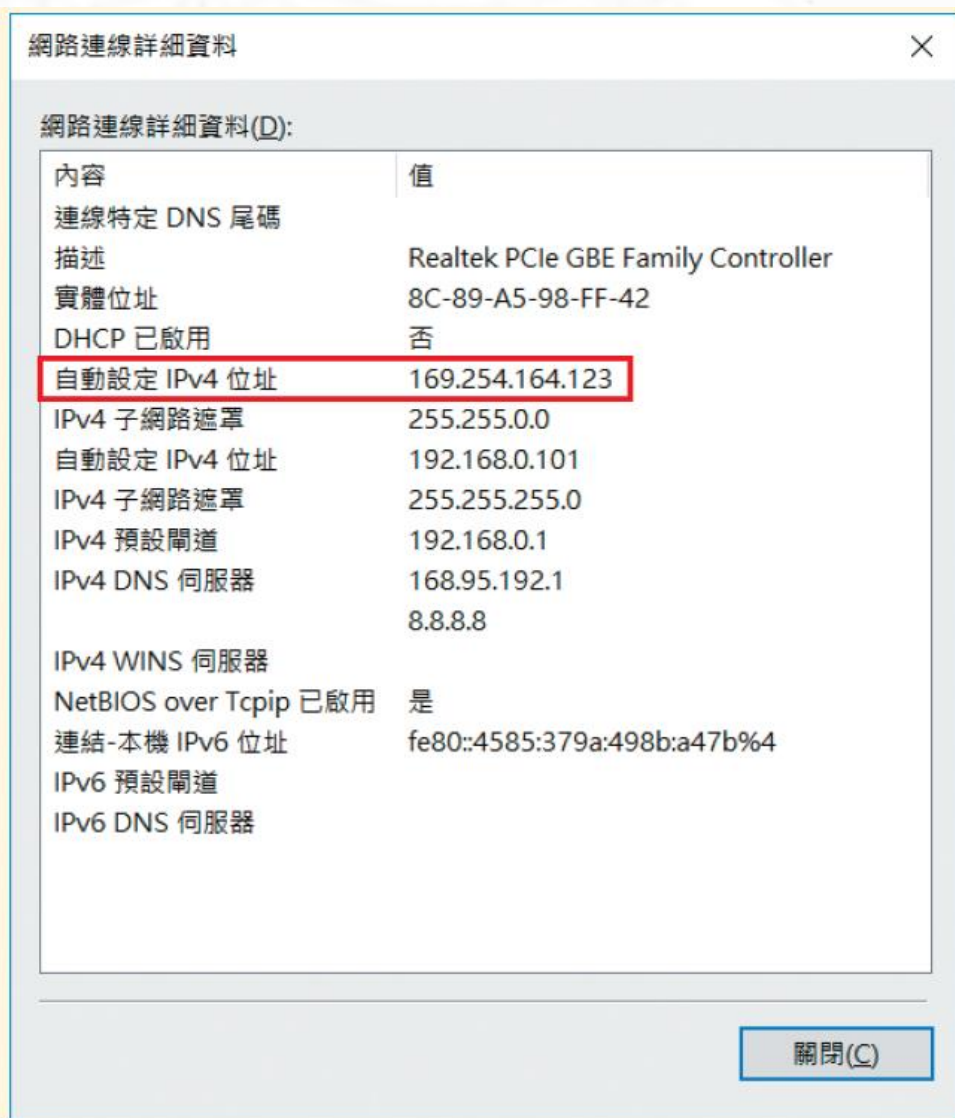 網路連線詳細資料
網路連線詳細資料(D):
內容 值
連線特定 DNS 尾碼
描述 Realtek PCIe GBE Family Controller
實體位址 8C-89-A5-98-FF-42
DHCP 已啟用 否
自動設定 IPv4 位址 169.254.164.123
IPv4 子網路遮罩 255.255.0.0
自動設定 IPv4 位址 192.168.0.101
IPv4 子網路遮罩 255.255.255.0
IPv4 預設閘道 192.168.0.1
IPv4 DNS 伺服器 168.95.192.1
8.8.8.8
IPv4 WINS 伺服器
NetBIOS over Tcpip 已啟用 是
連結-本機 IPv6 位址 fe80::4585:379a:498b:a47b%4
IPv6 預設閘道
IPv6 DNS 伺服器
關閉(C)